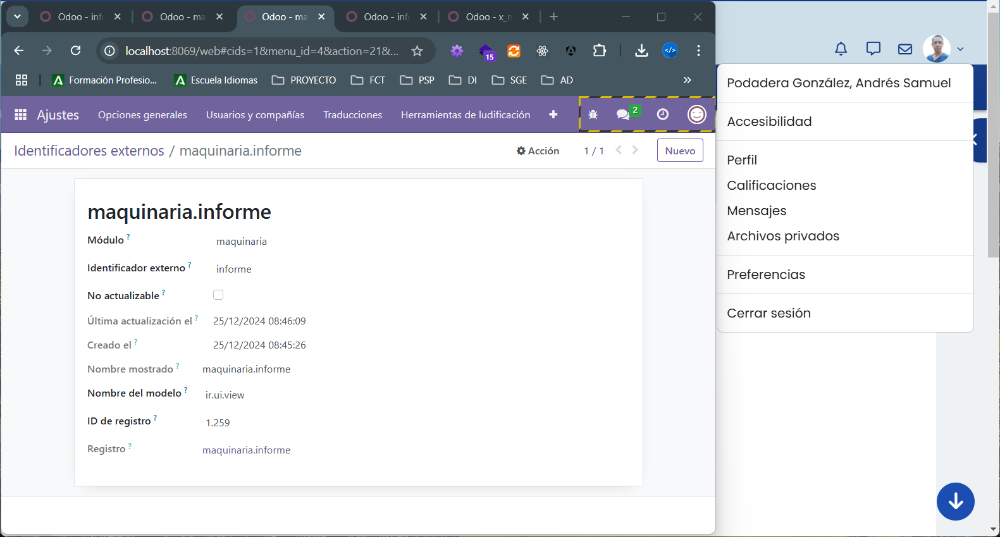 Odoo - inf
Odoo - ma
Odoo - ma
Odoo - inf
Odoo - x_n
localhost:8069/web#cids=1&menu_id=4&action=21&...
15
Formación Profesio...
Escuela Idiomas
PROYECTO
FCT
PSP
DI
SGE
AD
»
Ajustes
Opciones generales
Usuarios y compañías
Traducciones
Herramientas de ludificación
2
Identificadores externos / maquinaria.informe
Acción
1 / 1
Nuevo
maquinaria.informe
Módulo ? maquinaria
Identificador externo ? informe
No actualizable ?
Última actualización el ? 25/12/2024 08:46:09
Creado el ? 25/12/2024 08:45:26
Nombre mostrado ? maquinaria.informe
Nombre del modelo ? ir.ui.view
ID de registro ? 1.259
Registro ? maquinaria.informe
Podadera González, Andrés Samuel
Accesibilidad
Perfil
Calificaciones
Mensajes
Archivos privados
Preferencias
Cerrar sesión